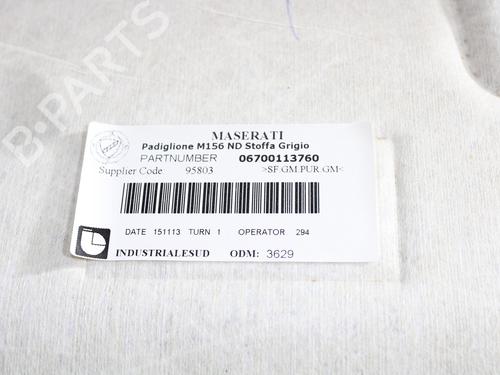 B-PARTS
MASERATI
Padiglione M156 ND Stoffa Grigio
PARTNUMBER 06700113760
Supplier Code 95803 >SF.GM.PUR.GM<
DATE 151113 TURN 1 OPERATOR 294
INDUSTRIALESUD ODM: 3629